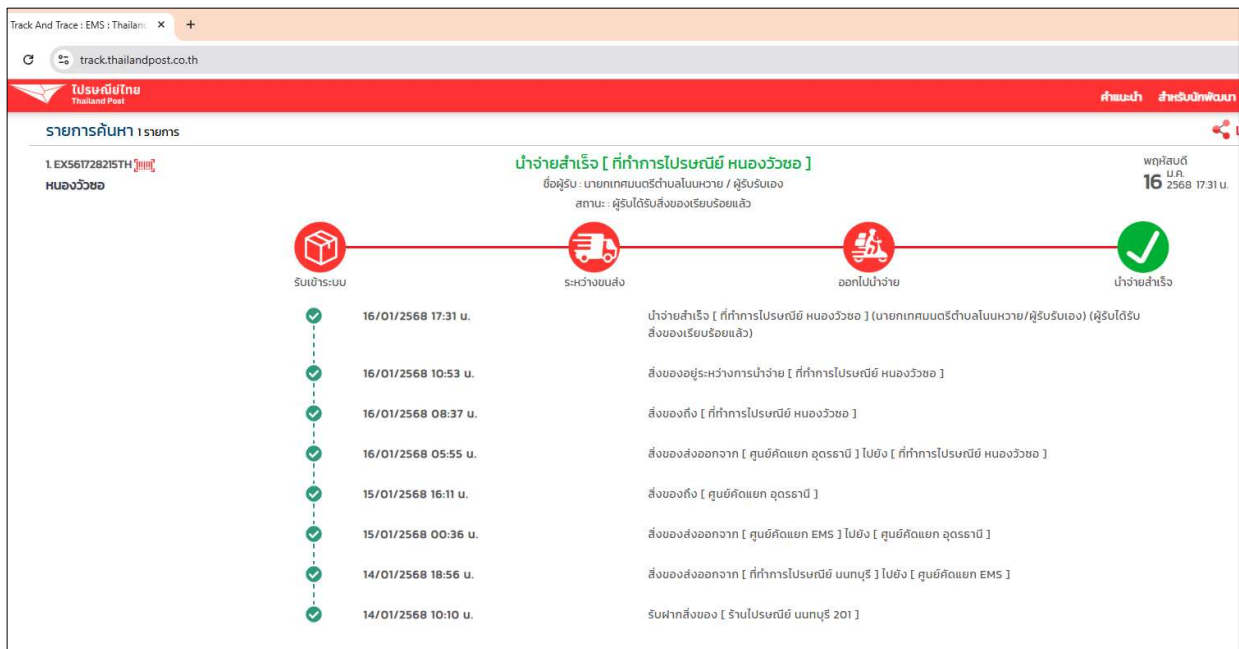 Track And Trace : EMS : Thailan
track.thailandpost.co.th
ไปรษณีย์ไทย
Thailand Post
คำแนะนำ สำหรับนักพัฒนา
รายการค้นหา 1 รายการ
1. EX561728215TH
หนองวัวซอ
นำจ่ายสำเร็จ [ ที่ทำการไปรษณีย์ หนองวัวซอ ]
ชื่อผู้รับ : นายกเทศมนตรีตำบลโนนหวาย / ผู้รับรับเอง
สถานะ : ผู้รับได้รับสิ่งของเรียบร้อยแล้ว
พฤหัสบดี
16 ม.ค. 2568 17:31 น.
รับเข้าระบบ
ระหว่างขนส่ง
ออกไปนำจ่าย
นำจ่ายสำเร็จ
16/01/2568 17:31 น. นำจ่ายสำเร็จ [ ที่ทำการไปรษณีย์ หนองวัวซอ ] (นายกเทศมนตรีตำบลโนนหวาย/ผู้รับรับเอง) (ผู้รับได้รับ
สิ่งของเรียบร้อยแล้ว)
16/01/2568 10:53 น. สิ่งของอยู่ระหว่างการนำจ่าย [ ที่ทำการไปรษณีย์ หนองวัวซอ ]
16/01/2568 08:37 น. สิ่งของถึง [ ที่ทำการไปรษณีย์ หนองวัวซอ ]
16/01/2568 05:55 น. สิ่งของส่งออกจาก [ ศูนย์คัดแยก อุดรธานี ] ไปยัง [ ที่ทำการไปรษณีย์ หนองวัวซอ ]
15/01/2568 16:11 น. สิ่งของถึง [ ศูนย์คัดแยก อุดรธานี ]
15/01/2568 00:36 น. สิ่งของส่งออกจาก [ ศูนย์คัดแยก EMS ] ไปยัง [ ศูนย์คัดแยก อุดรธานี ]
14/01/2568 18:56 น. สิ่งของส่งออกจาก [ ที่ทำการไปรษณีย์ นนทบุรี ] ไปยัง [ ศูนย์คัดแยก EMS ]
14/01/2568 10:10 น. รับฝากสิ่งของ [ ร้านไปรษณีย์ นนทบุรี 201 ]